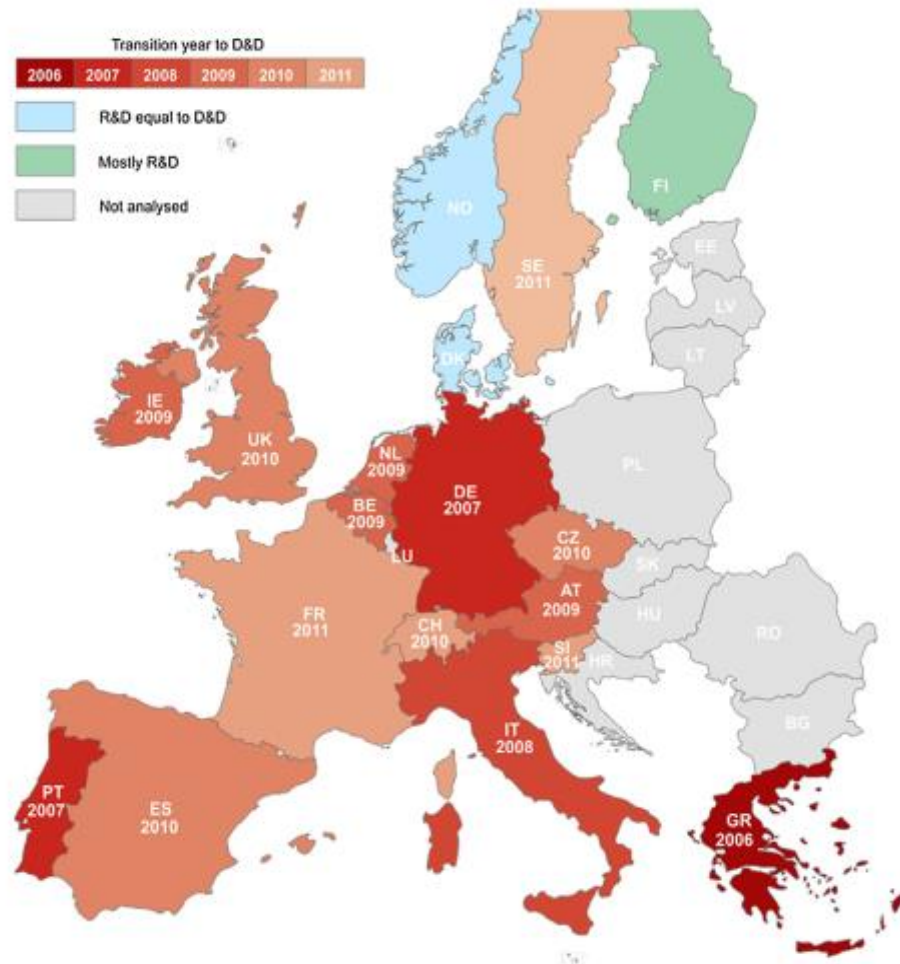 Transition year to D&D
2006 2007 2008 2009 2010 2011
R&D equal to D&D
Mostly R&D
Not analysed
NO
FI
SE
2011
EE
LV
LT
DK
IE
2009
UK
2010
NL
2009
BE
2009
DE
2007
PL
LU
CZ
2010
SK
AT
2009
HU
RO
FR
2011
CH
2010
SI
2011
HR
BG
IT
2008
PT
2007
ES
2010
GR
2006